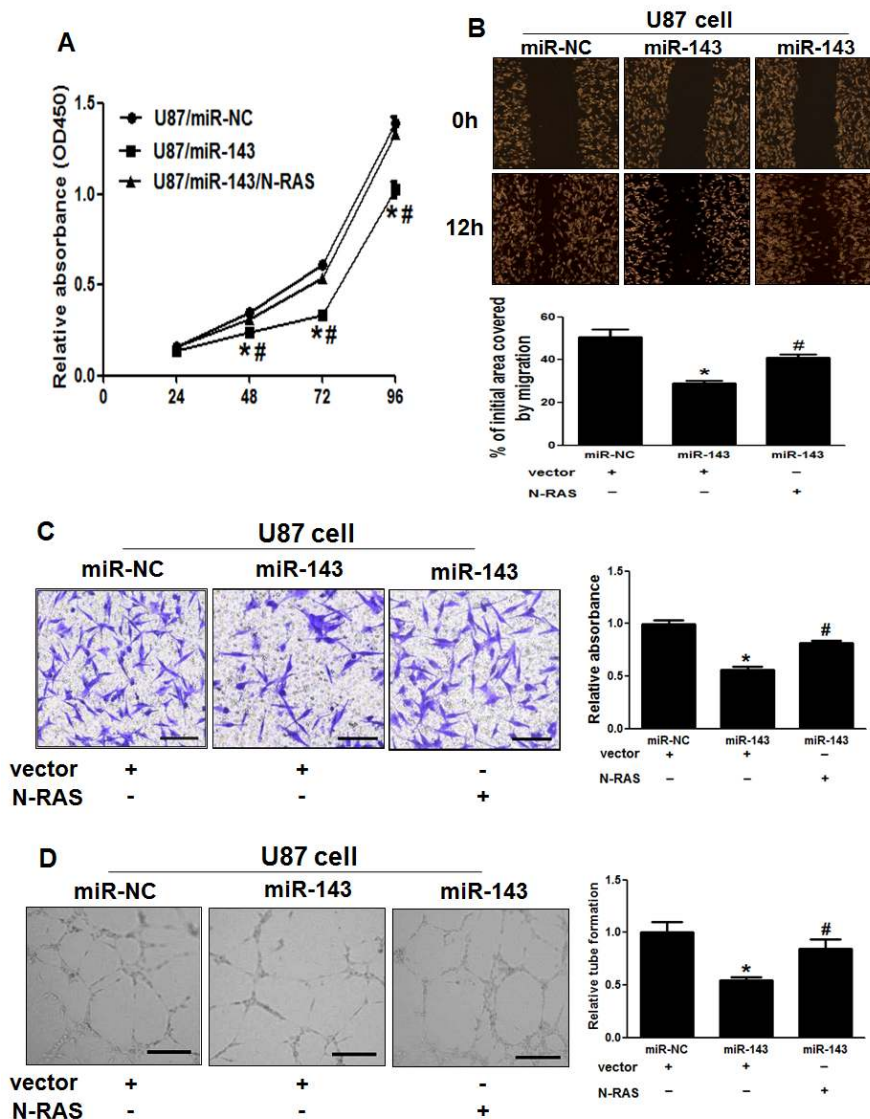 A
Relative absorbance (OD450)
1.5
1.0
0.5
0.0
U87/miR-NC
U87/miR-143
U87/miR-143/N-RAS
*#
*#
*#
0
24
48
72
96
B
U87 cell
miR-NC miR-143 miR-143
0h
12h
% of initial area covered
by migration
60
40
20
0
*
#
miR-NC miR-143 miR-143
vector + + –
N-RAS – – +
C
U87 cell
miR-NC miR-143 miR-143
vector + + -
N-RAS - - +
Relative absorbance
1.5
1.0
0.5
0.0
*
#
miR-NC miR-143 miR-143
vector + + –
N-RAS – – +
D
U87 cell
miR-NC miR-143 miR-143
vector + + -
N-RAS - - +
Relative tube formation
1.5
1.0
0.5
0.0
*
#
miR-NC miR-143 miR-143
vector + + –
N-RAS – – +